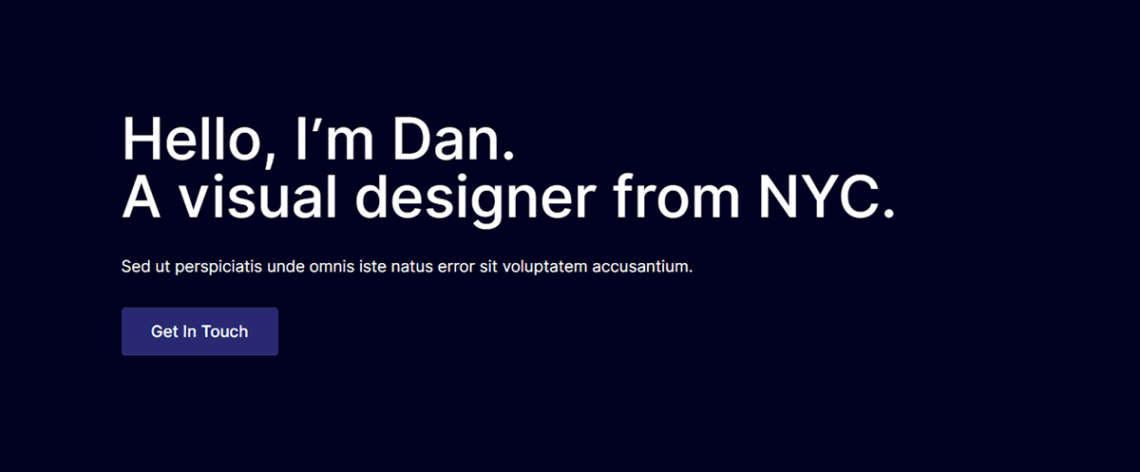 Hello, I’m Dan.
A visual designer from NYC.
Sed ut perspiciatis unde omnis iste natus error sit voluptatem accusantium.
Get In Touch